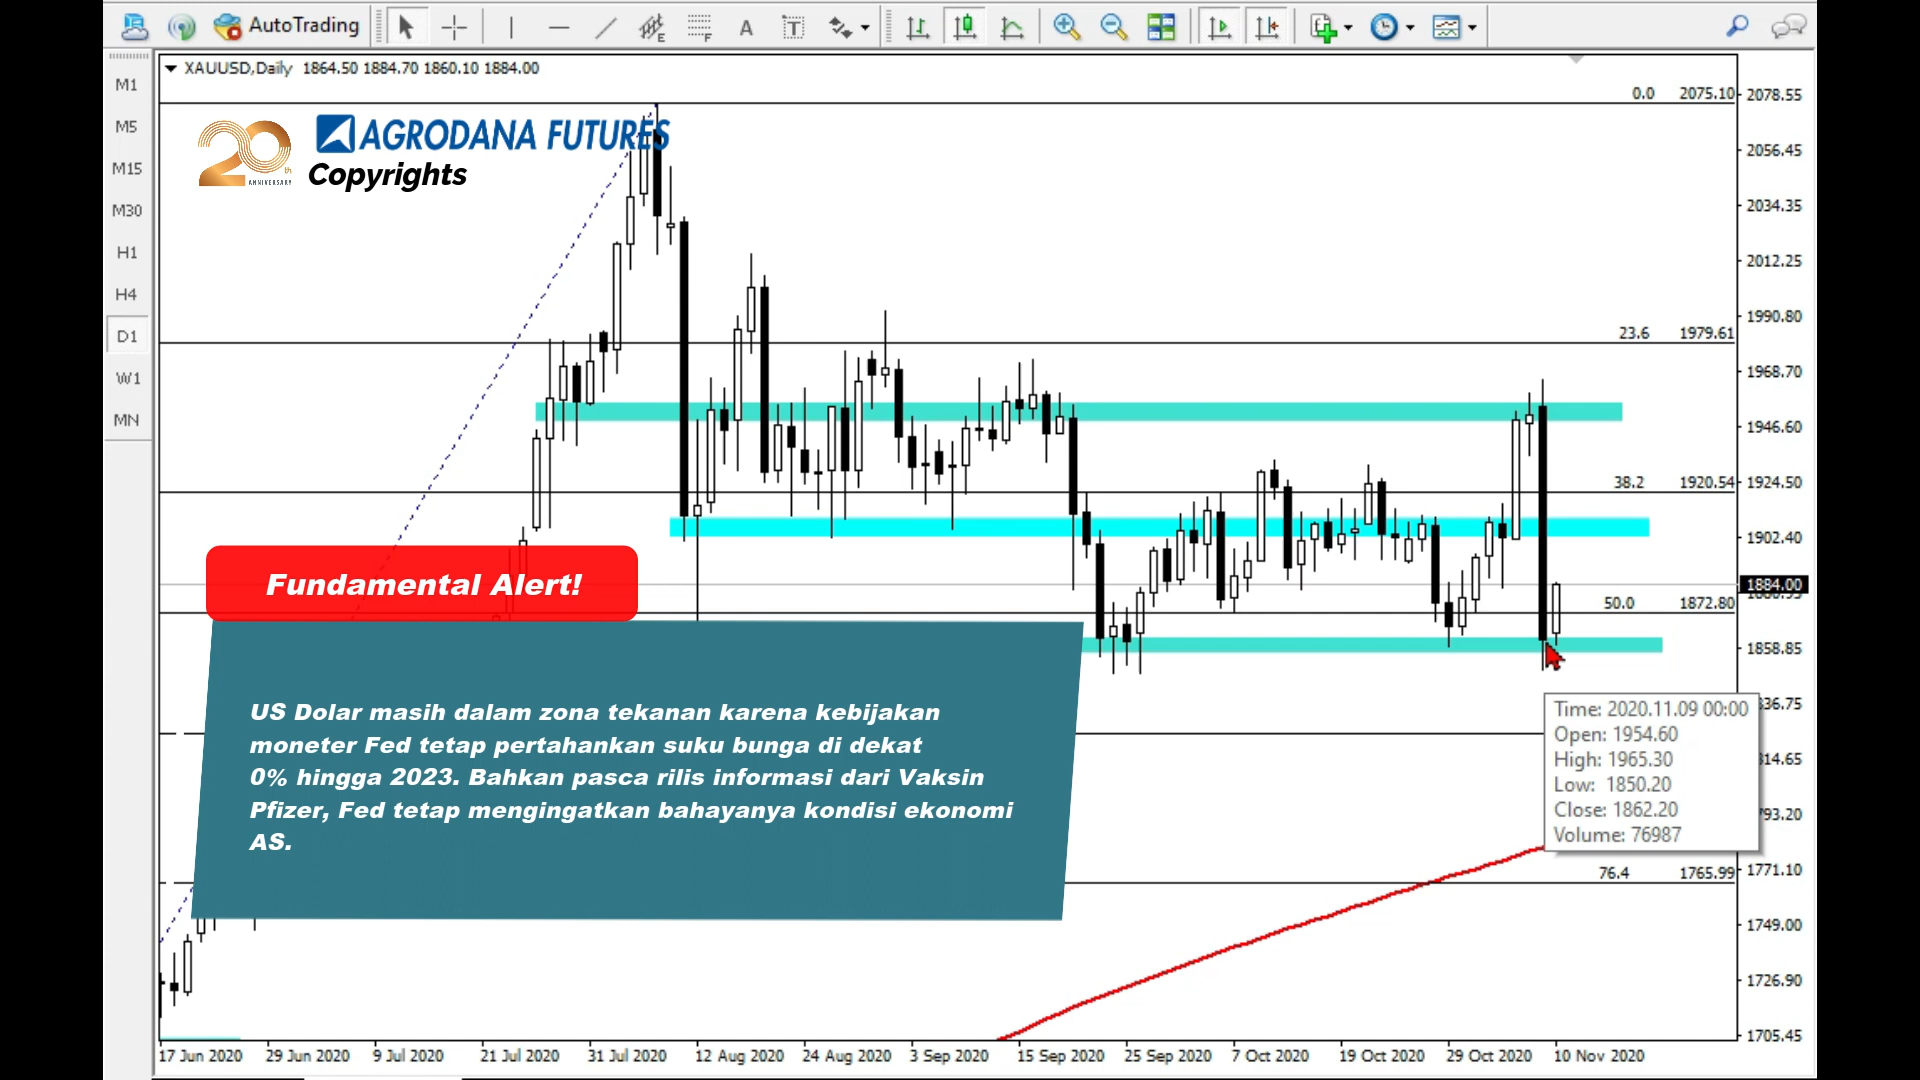 AutoTrading
E
F
A
T
M1
M5
M15
M30
H1
H4
D1
W1
MN
XAUUSD,Daily 1864.50 1884.70 1860.10 1884.00
20th ANNIVERSARY
AGRODANA FUTURES
Copyrights
0.0 2075.10
23.6 1979.61
38.2 1920.54
50.0 1872.80
76.4 1765.99
2078.55
2056.45
2034.35
2012.25
1990.80
1968.70
1946.60
1924.50
1902.40
1884.00
1858.85
36.75
14.65
93.20
1771.10
1749.00
1726.90
1705.45
Fundamental Alert!
US Dolar masih dalam zona tekanan karena kebijakan
moneter Fed tetap pertahankan suku bunga di dekat
0% hingga 2023. Bahkan pasca rilis informasi dari Vaksin
Pfizer, Fed tetap mengingatkan bahayanya kondisi ekonomi
AS.
Time: 2020.11.09 00:00
Open: 1954.60
High: 1965.30
Low: 1850.20
Close: 1862.20
Volume: 76987
17 Jun 2020 29 Jun 2020 9 Jul 2020 21 Jul 2020 31 Jul 2020 12 Aug 2020 24 Aug 2020 3 Sep 2020 15 Sep 2020 25 Sep 2020 7 Oct 2020 19 Oct 2020 29 Oct 2020 10 Nov 2020